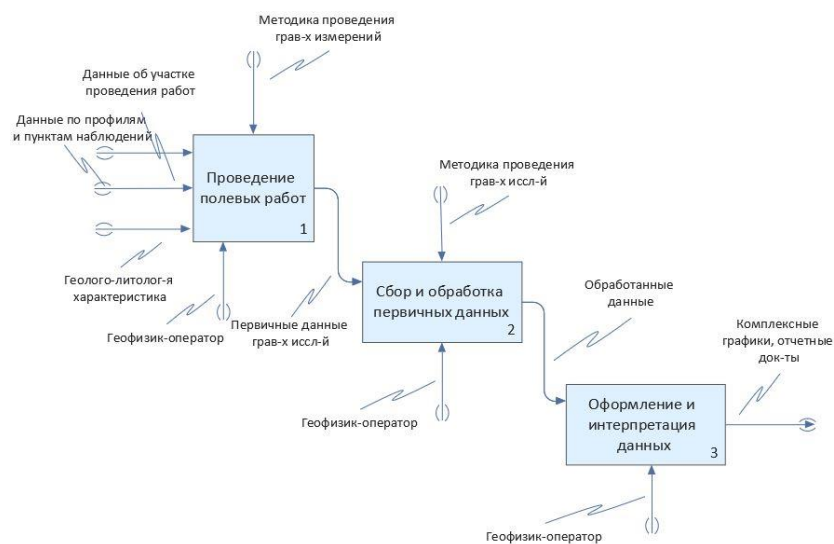 Методика проведения
грав-х измерений
Данные об участке
проведения работ
Данные по профилям
и пунктам наблюдений
Проведение
полевых работ
1
Методика проведения
грав-х иссл-й
Геолого-литолог-я
характеристика
Геофизик-оператор
Первичные данные
грав-х иссл-й
Сбор и обработка
первичных данных
2
Обработанные
данные
Комплексные
графики, отчетные
док-ты
Геофизик-оператор
Оформление и
интерпретация
данных
3
Геофизик-оператор